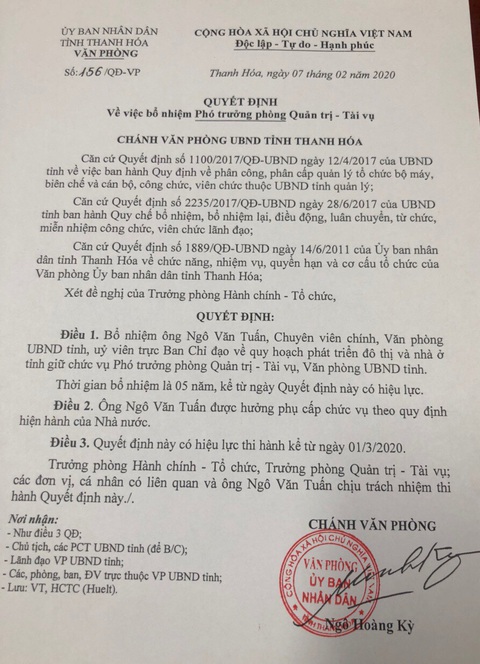 ỦY BAN NHÂN DÂN
TỈNH THANH HÓA
VĂN PHÒNG
CỘNG HÒA XÃ HỘI CHỦ NGHĨA VIỆT NAM
Độc lập - Tự do - Hạnh phúc
Số: 156 /QĐ-VP
Thanh Hóa, ngày 07 tháng 02 năm 2020
QUYẾT ĐỊNH
Về việc bổ nhiệm Phó trưởng phòng Quản trị - Tài vụ
CHÁNH VĂN PHÒNG UBND TỈNH THANH HÓA
Căn cứ Quyết định số 1100/2017/QĐ-UBND ngày 12/4/2017 của UBND
tỉnh về việc ban hành Quy định về phân công, phân cấp quản lý tổ chức bộ máy,
biên chế và cán bộ, công chức, viên chức thuộc UBND tỉnh quản lý;
Căn cứ Quyết định số 2235/2017/QĐ-UBND ngày 28/6/2017 của UBND
tỉnh ban hành Quy chế bổ nhiệm, bổ nhiệm lại, điều động, luân chuyển, từ chức,
miễn nhiệm công chức, viên chức lãnh đạo;
Căn cứ Quyết định số 1889/QĐ-UBND ngày 14/6/2011 của Ủy ban nhân
dân tỉnh Thanh Hóa về chức năng, nhiệm vụ, quyền hạn và cơ cấu tổ chức của
Văn phòng Ủy ban nhân dân tỉnh Thanh Hóa;
Xét đề nghị của Trưởng phòng Hành chính - Tổ chức,
QUYẾT ĐỊNH:
Điều 1. Bổ nhiệm ông Ngô Văn Tuấn, Chuyên viên chính, Văn phòng
UBND tỉnh, uỷ viên trực Ban Chỉ đạo về quy hoạch phát triển đô thị và nhà ở
tỉnh giữ chức vụ Phó trưởng phòng Quản trị - Tài vụ, Văn phòng UBND tỉnh.
Thời gian bổ nhiệm là 05 năm, kể từ ngày Quyết định này có hiệu lực.
Điều 2. Ông Ngô Văn Tuấn được hưởng phụ cấp chức vụ theo quy định
hiện hành của Nhà nước.
Điều 3. Quyết định này có hiệu lực thi hành kể từ ngày 01/3/2020.
Trưởng phòng Hành chính - Tổ chức, Trưởng phòng Quản trị - Tài vụ;
các đơn vị, cá nhân có liên quan và ông Ngô Văn Tuấn chịu trách nhiệm thi
hành Quyết định này./.
Nơi nhận:
- Như điều 3 QĐ;
- Chủ tịch, các PCT UBND tỉnh (để B/C);
- Lãnh đạo VP UBND tỉnh;
- Các, phòng, ban, ĐV trực thuộc VP UBND tỉnh;
- Lưu: VT, HCTC (Huelt).
CHÁNH VĂN PHÒNG
VĂN PHÒNG
ỦY BAN
NHÂN DÂN
Ngô Hoàng Kỳ